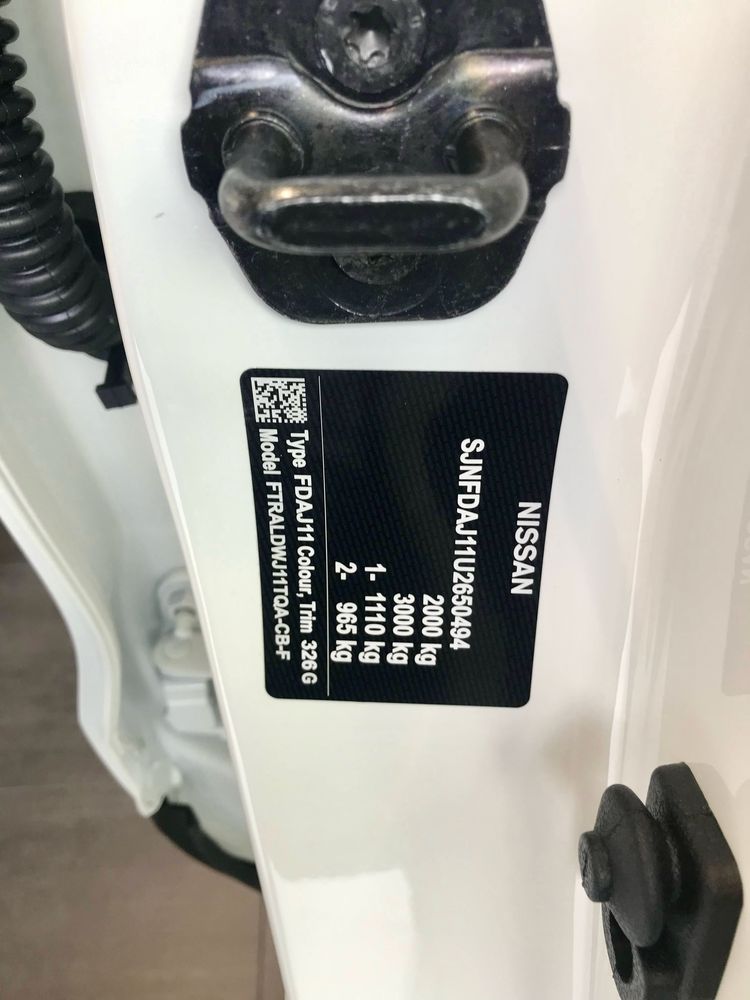 NISSAN
SJNFDAJ11U2650494
2000 kg
3000 kg
1- 1110 kg
2- 965 kg
Type FDAJ11 Colour, Trim 326 G
Model FTRALDWJ11TQA-CB-F